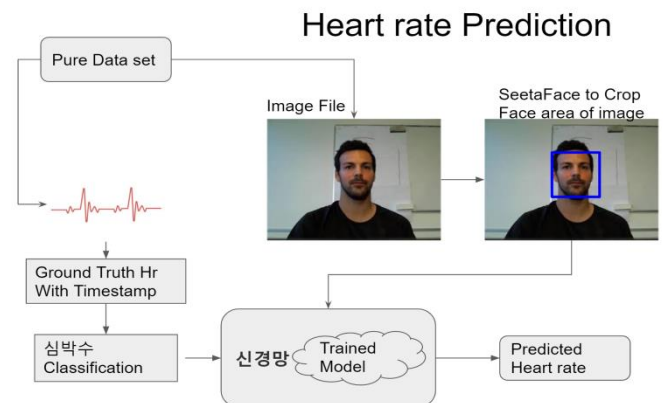 Heart rate Prediction
Pure Data set
Image File
SeetaFace to Crop
Face area of image
Ground Truth Hr
With Timestamp
심박수
Classification
신경망
Trained
Model
Predicted
Heart rate